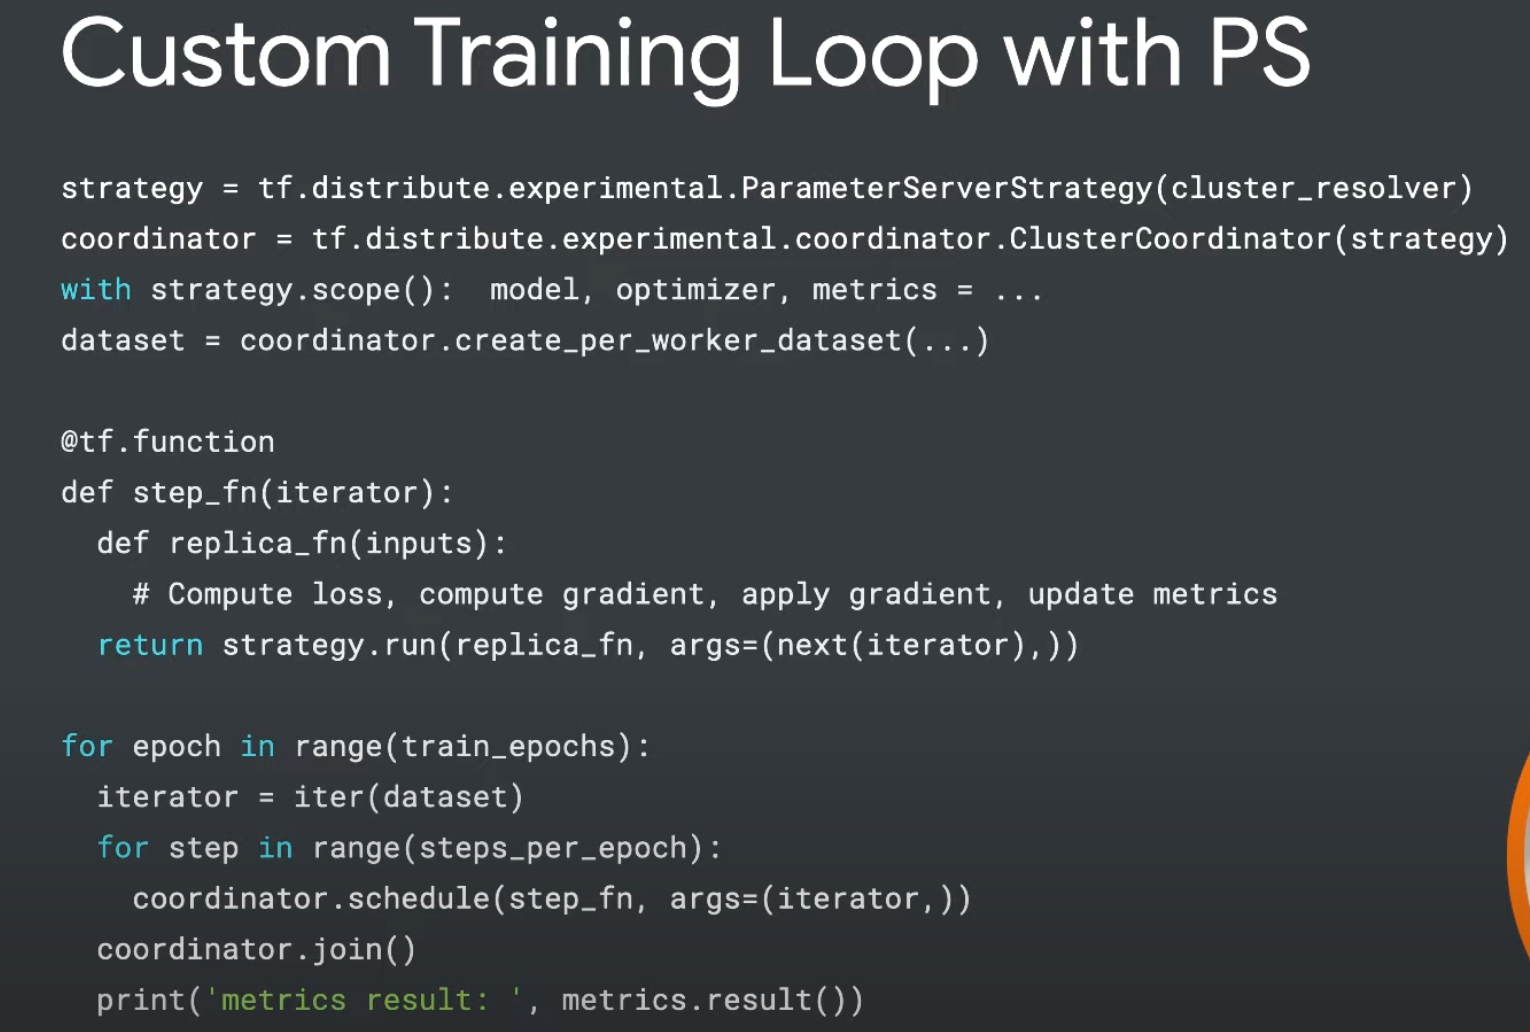 Custom Training Loop with PS
strategy = tf.distribute.experimental.ParameterServerStrategy(cluster_resolver)
coordinator = tf.distribute.experimental.coordinator.ClusterCoordinator(strategy)
with strategy.scope():  model, optimizer, metrics = ...
dataset = coordinator.create_per_worker_dataset(...)

@tf.function
def step_fn(iterator):
  def replica_fn(inputs):
    # Compute loss, compute gradient, apply gradient, update metrics
  return strategy.run(replica_fn, args=(next(iterator),))

for epoch in range(train_epochs):
  iterator = iter(dataset)
  for step in range(steps_per_epoch):
    coordinator.schedule(step_fn, args=(iterator,))
  coordinator.join()
  print('metrics result: ', metrics.result())